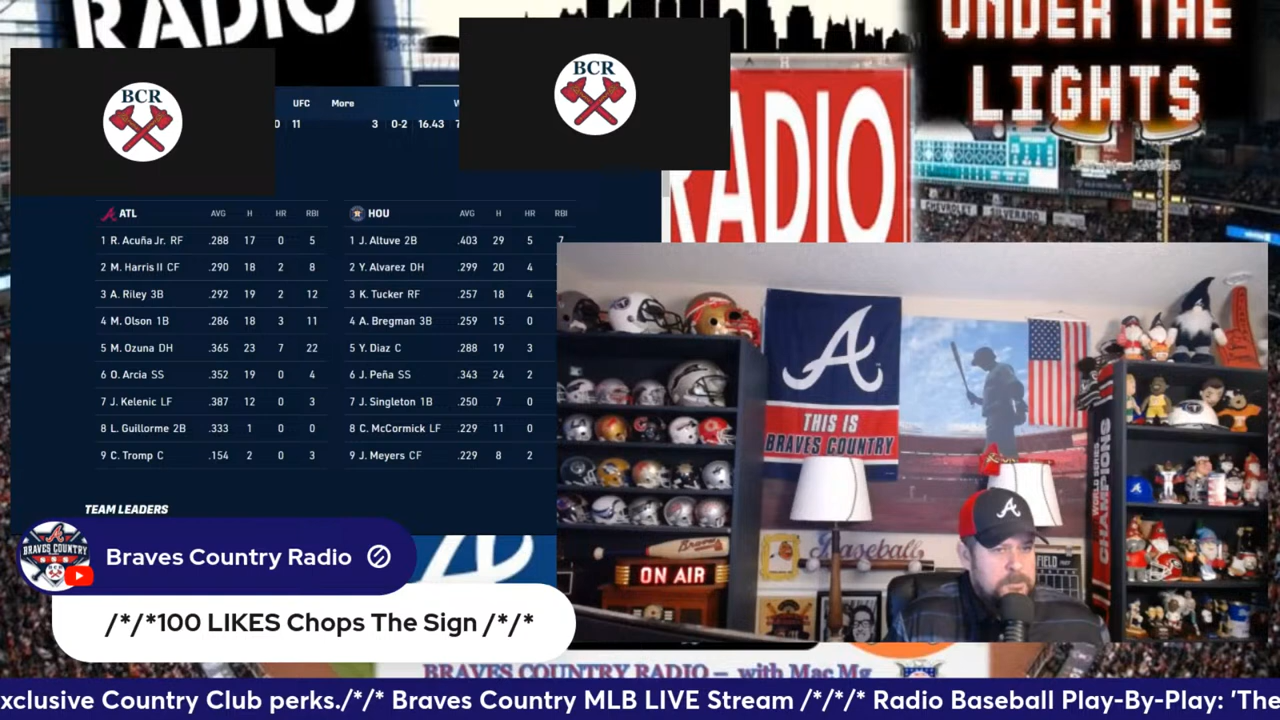 RADIO
UNDER THE
LIGHTS
BCR
BCR
UFC More
11 3 0-2 16.43
RADIO
CHEVROLET SILVERADO
ATL AVG H HR RBI
1 R. Acuña Jr. RF .288 17 0 5
2 M. Harris II CF .290 18 2 8
3 A. Riley 3B .292 19 2 12
4 M. Olson 1B .286 18 3 11
5 M. Ozuna DH .365 23 7 22
6 O. Arcia SS .352 19 0 4
7 J. Kelenic LF .387 12 0 3
8 L. Guillorme 2B .333 1 0 0
9 C. Tromp C .154 2 0 3
HOU AVG H HR RBI
1 J. Altuve 2B .403 29 5 7
2 Y. Alvarez DH .299 20 4
3 K. Tucker RF .257 18 4
4 A. Bregman 3B .259 15 0
5 Y. Diaz C .288 19 3
6 J. Peña SS .343 24 2
7 J. Singleton 1B .250 7 0
8 C. McCormick LF .229 11 0
9 J. Meyers CF .229 8 2
TEAM LEADERS
A
THIS IS
BRAVES COUNTRY
WORLD SERIES
CHAMPIONS
Braves
Baseball
ON AIR
FIELD
BRAVES COUNTRY
Braves Country Radio
/*/*100 LIKES Chops The Sign /*/*
BRAVES COUNTRY RADIO – with Mac Mg
xclusive Country Club perks./*/* Braves Country MLB LIVE Stream /*/*/* Radio Baseball Play-By-Play: 'The